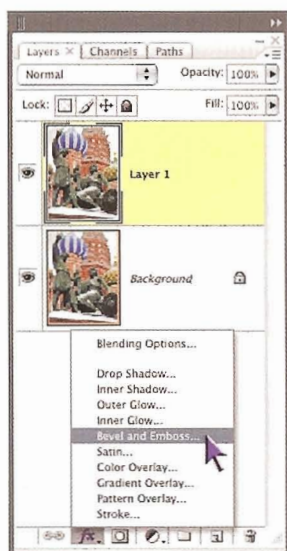 Layers × Channels Paths
Normal Opacity: 100%
Lock: Fill: 100%
Layer 1
Background
Blending Options...
Drop Shadow...
Inner Shadow...
Outer Glow...
Inner Glow...
Bevel and Emboss...
Satin...
Color Overlay...
Gradient Overlay...
Pattern Overlay...
Stroke...
fx.